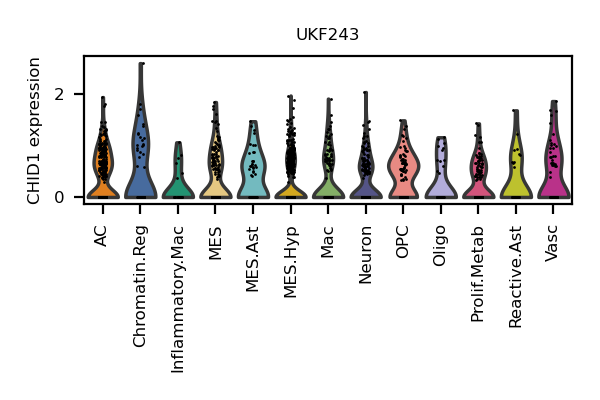 UKF243
CHID1 expression
2
0
AC
Chromatin.Reg
Inflammatory.Mac
MES
MES.Ast
MES.Hyp
Mac
Neuron
OPC
Oligo
Prolif.Metab
Reactive.Ast
Vasc